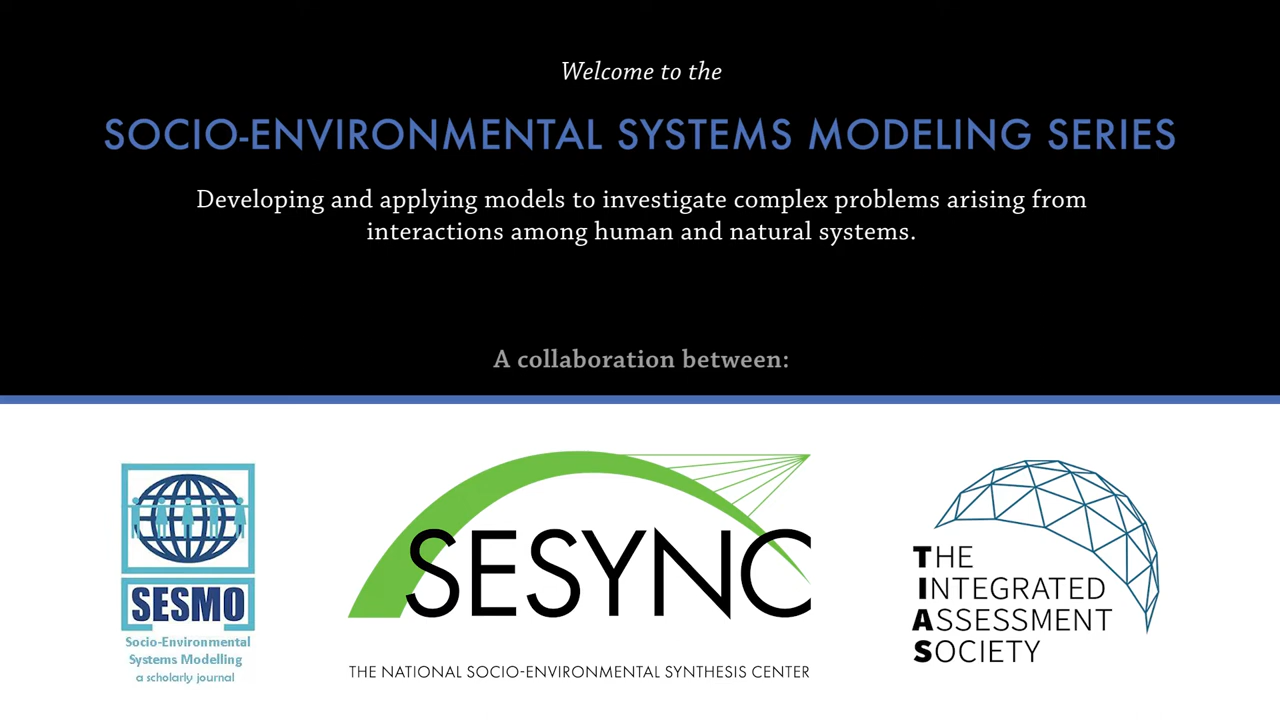 Welcome to the
SOCIO-ENVIRONMENTAL SYSTEMS MODELING SERIES
Developing and applying models to investigate complex problems arising from
interactions among human and natural systems.
A collaboration between:
SESMO
Socio-Environmental
Systems Modelling
a scholarly journal
SESYNC
THE NATIONAL SOCIO-ENVIRONMENTAL SYNTHESIS CENTER
THE
INTEGRATED
ASSESSMENT
SOCIETY